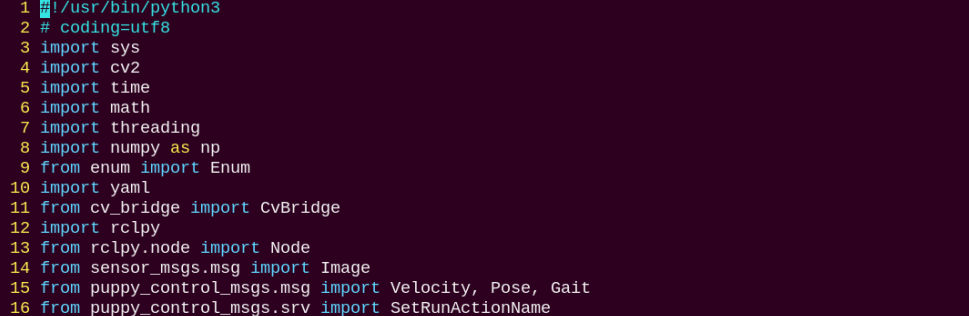 1 #!/usr/bin/python3
2 # coding=utf8
3 import sys
4 import cv2
5 import time
6 import math
7 import threading
8 import numpy as np
9 from enum import Enum
10 import yaml
11 from cv_bridge import CvBridge
12 import rclpy
13 from rclpy.node import Node
14 from sensor_msgs.msg import Image
15 from puppy_control_msgs.msg import Velocity, Pose, Gait
16 from puppy_control_msgs.srv import SetRunActionName